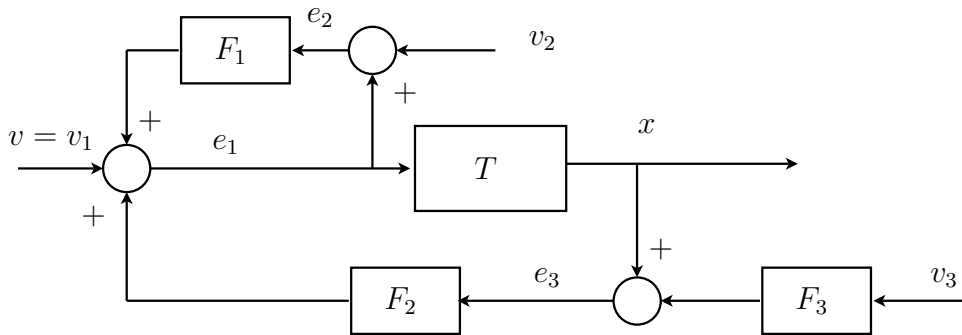 e₂
F₁
v₂
+
+
v = v₁
e₁
x
T
+
+
e₃
v₃
F₂
F₃